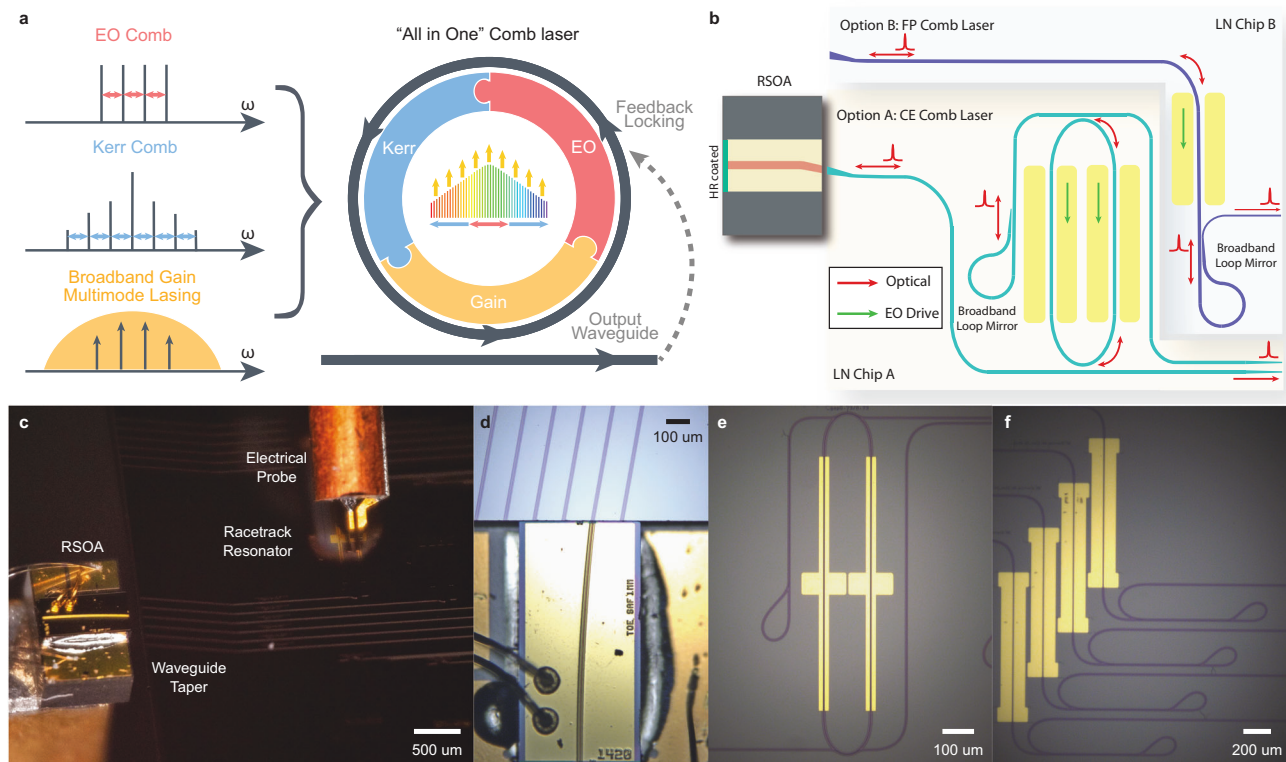 a
EO Comb
ω
Kerr Comb
ω
Broadband Gain
Multimode Lasing
ω
“All in One” Comb laser
Kerr
EO
Gain
Feedback
Locking
Output
Waveguide
b
Option B: FP Comb Laser
LN Chip B
RSOA
Option A: CE Comb Laser
HR coated
Broadband
Loop Mirror
Broadband
Loop Mirror
Optical
EO Drive
LN Chip A
c
Electrical
Probe
Racetrack
Resonator
RSOA
Waveguide
Taper
500 um
d
100 um
1420
e
100 um
f
200 um